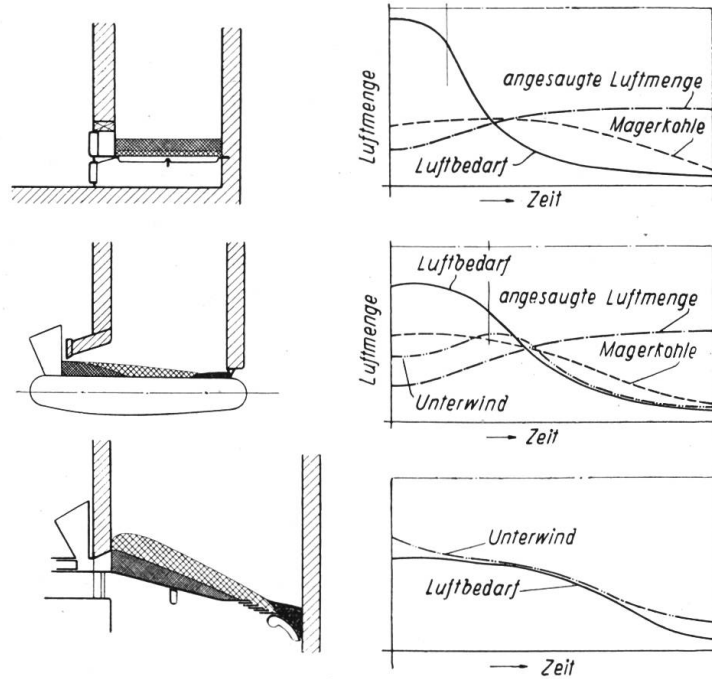 Luftmenge
angesaugte Luftmenge
Magerkohle
Luftbedarf
Zeit
Luftmenge
Luftbedarf
angesaugte Luftmenge
Magerkohle
Unterwind
Zeit
Unterwind
Luftbedarf
Zeit